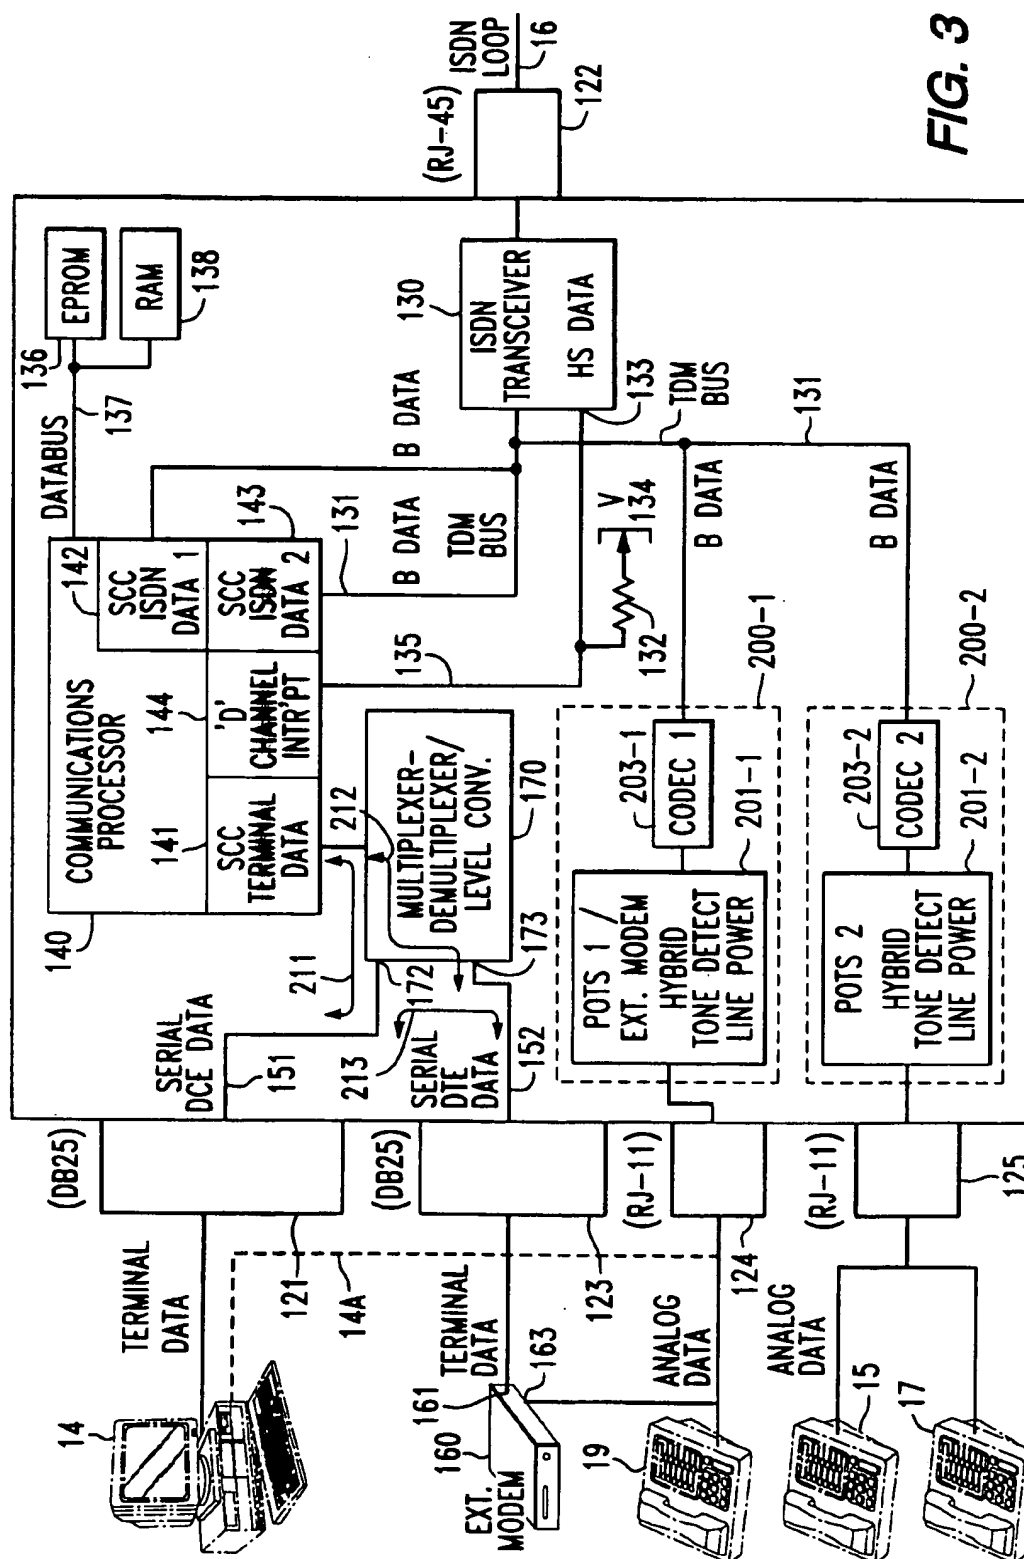 FIG. 3
ISDN
LOOP
16
(RJ-45)
122
EPROM
136
RAM
138
137
DATABUS
ISDN
TRANSCEIVER
HS DATA
130
133
B DATA
TDM
BUS
131
B DATA
TDM
BUS
131
V
134
132
135
B DATA
B DATA
COMMUNICATIONS
PROCESSOR
140
142
SCC
ISDN
DATA 1
143
SCC
ISDN
DATA 2
144
'D'
CHANNEL
INTR'PT
141
SCC
TERMINAL
DATA
212
MULTIPLEXER-
DEMULTIPLEXER/
LEVEL CONV.
170
172
173
211
213
SERIAL
DCE DATA
151
SERIAL
DTE
DATA
152
200-1
203-1
CODEC 1
201-1
POTS 1 /
EXT. MODEM
HYBRID
TONE DETECT
LINE POWER
200-2
203-2
CODEC 2
201-2
POTS 2
HYBRID
TONE DETECT
LINE POWER
(DB25)
121
(DB25)
123
(RJ-11)
124
(RJ-11)
125
TERMINAL
DATA
14
14A
TERMINAL
DATA
161
160
EXT.
MODEM
163
ANALOG
DATA
19
ANALOG
DATA
15
17